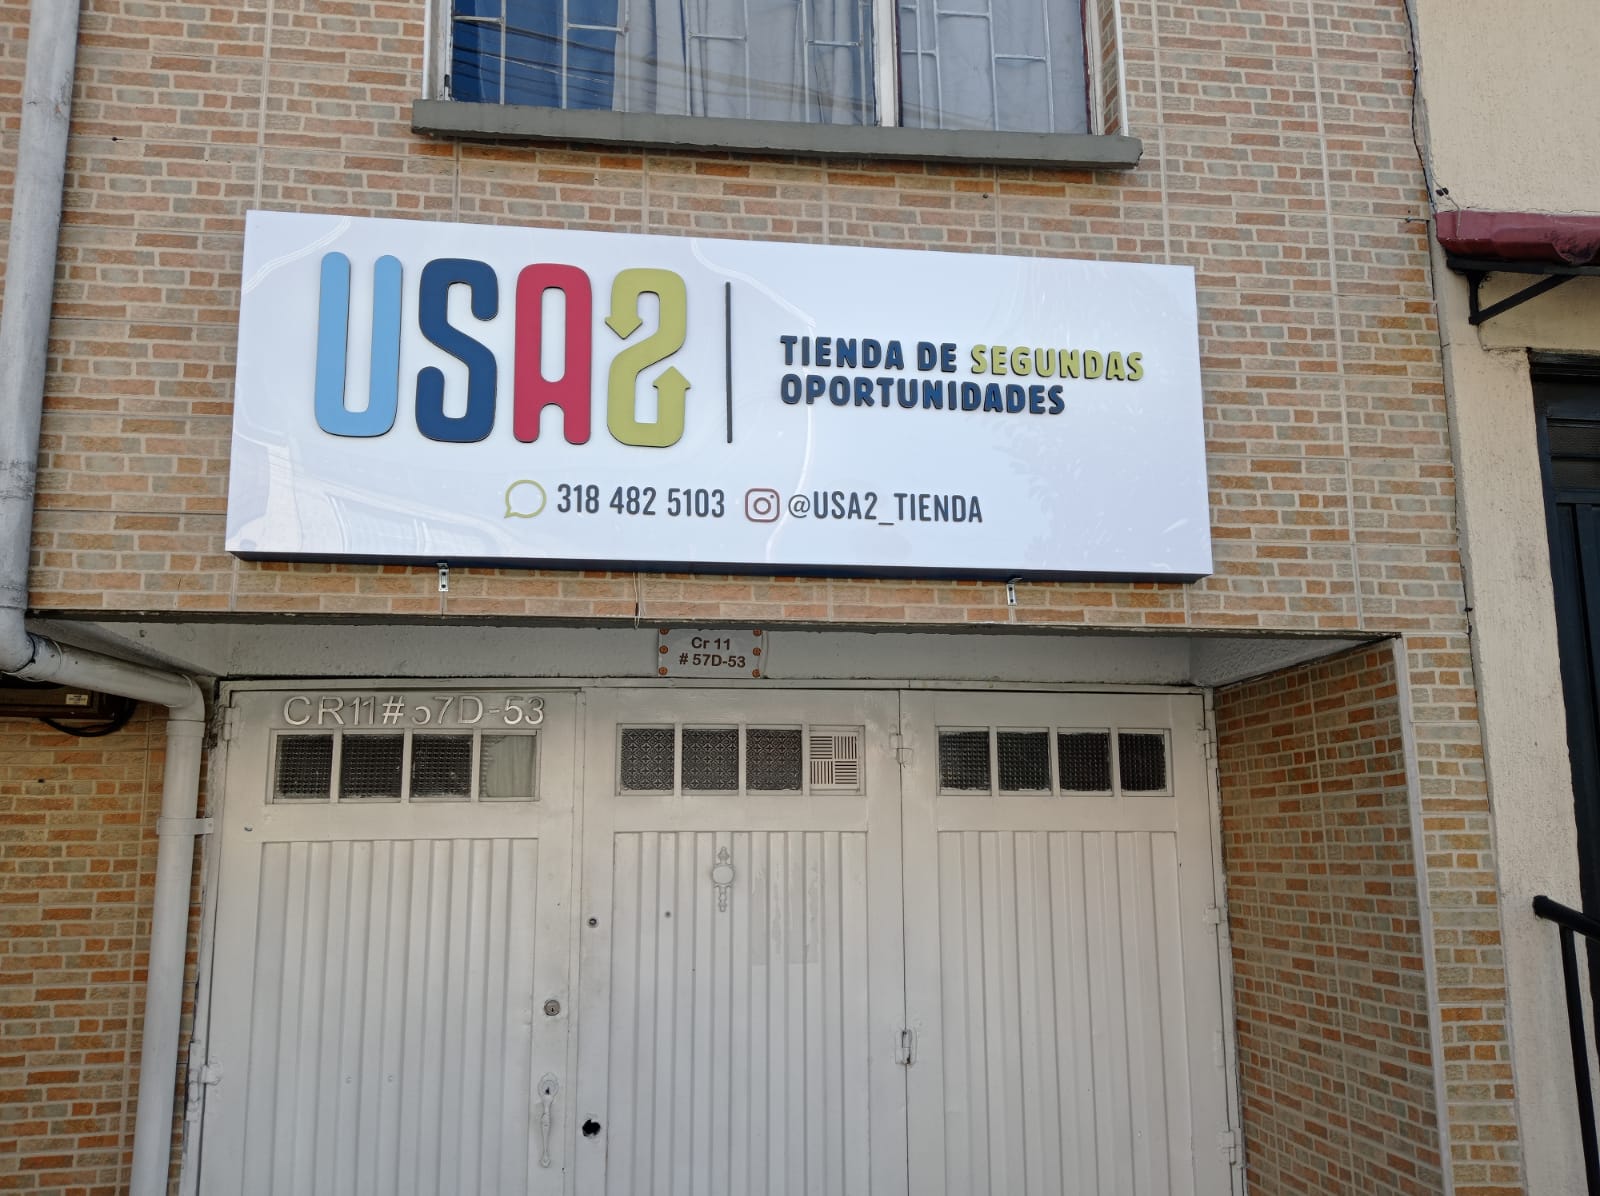 USA2
TIENDA DE SEGUNDAS
OPORTUNIDADES
318 482 5103 @USA2_TIENDA
Cr 11
# 57D-53
CR11#57D-53